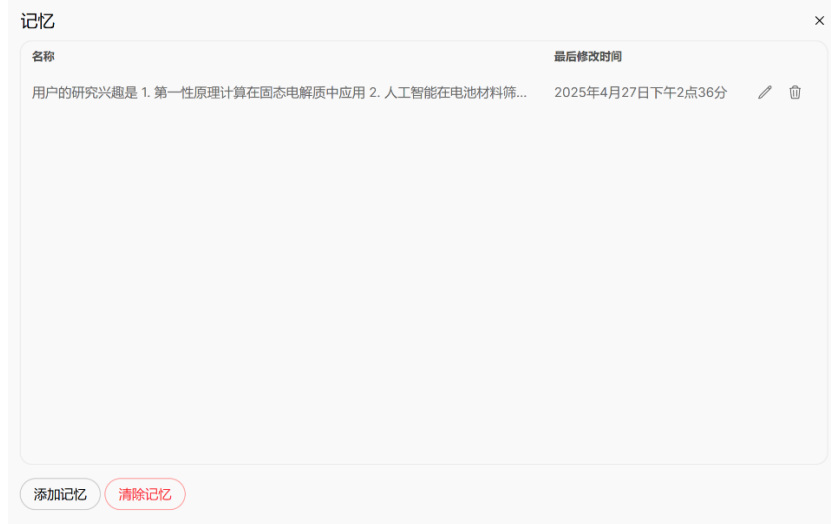 记忆
名称 最后修改时间
用户的研究兴趣是 1. 第一性原理计算在固态电解质中应用 2. 人工智能在电池材料筛... 2025年4月27日下午2点36分
添加记忆 清除记忆